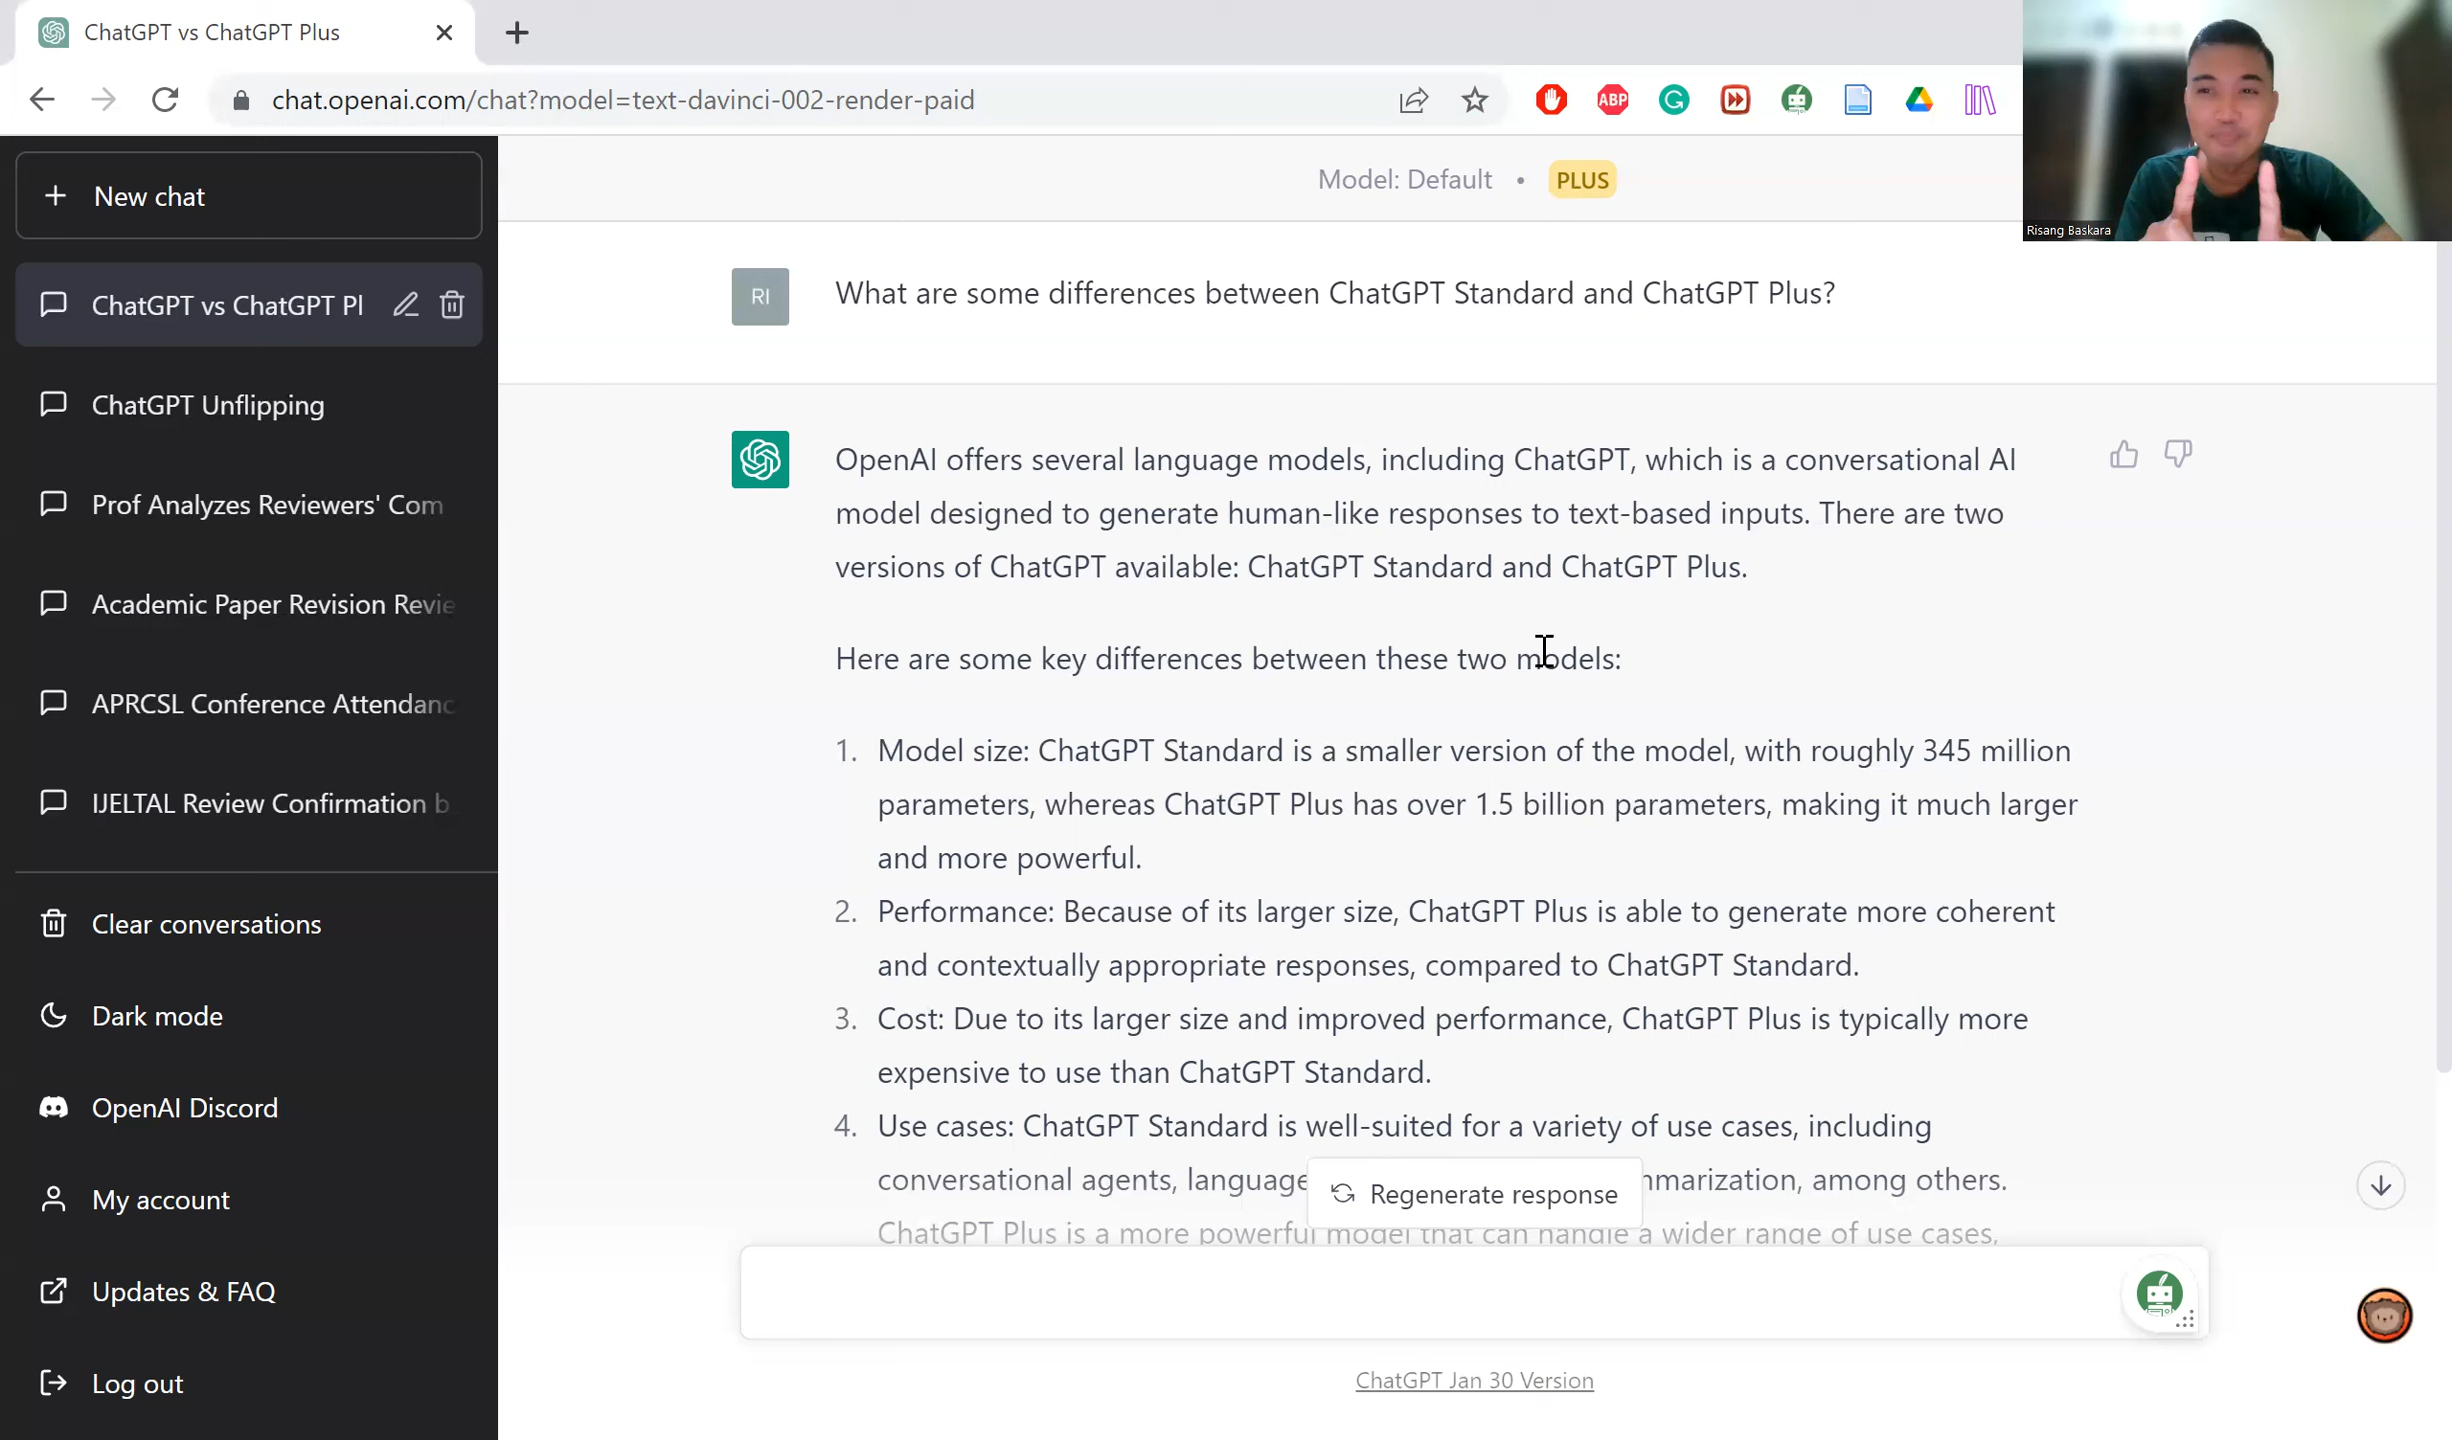 ChatGPT vs ChatGPT Plus
chat.openai.com/chat?model=text-davinci-002-render-paid
ABP
Risang Baskara
New chat
ChatGPT vs ChatGPT Pl
ChatGPT Unflipping
Prof Analyzes Reviewers' Com
Academic Paper Revision Revie
APRCSL Conference Attendanc
IJELTAL Review Confirmation b
Clear conversations
Dark mode
OpenAI Discord
My account
Updates & FAQ
Log out
Model: Default • PLUS
RI
What are some differences between ChatGPT Standard and ChatGPT Plus?
OpenAI offers several language models, including ChatGPT, which is a conversational AI
model designed to generate human-like responses to text-based inputs. There are two
versions of ChatGPT available: ChatGPT Standard and ChatGPT Plus.
Here are some key differences between these two models:
1. Model size: ChatGPT Standard is a smaller version of the model, with roughly 345 million
parameters, whereas ChatGPT Plus has over 1.5 billion parameters, making it much larger
and more powerful.
2. Performance: Because of its larger size, ChatGPT Plus is able to generate more coherent
and contextually appropriate responses, compared to ChatGPT Standard.
3. Cost: Due to its larger size and improved performance, ChatGPT Plus is typically more
expensive to use than ChatGPT Standard.
4. Use cases: ChatGPT Standard is well-suited for a variety of use cases, including
conversational agents, language mmarization, among others.
Regenerate response
ChatGPT Plus is a more powerful model that can handle a wider range of use cases,
ChatGPT Jan 30 Version